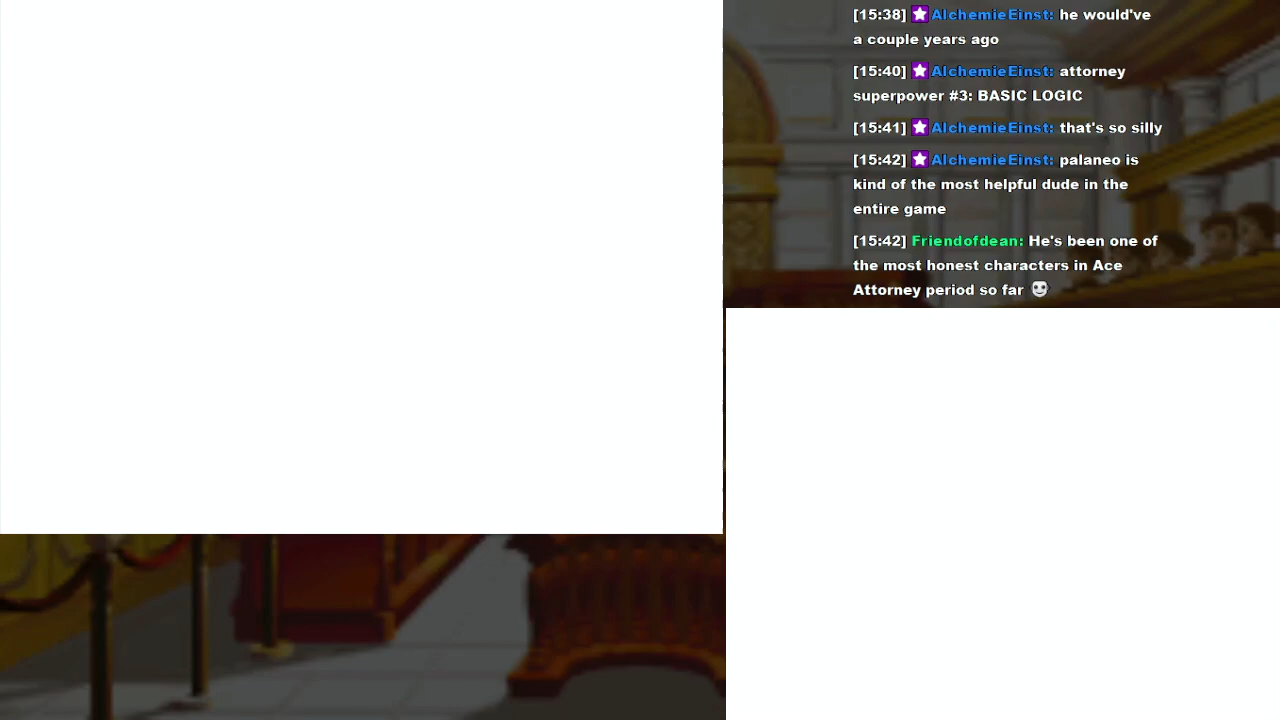 [15:38] AlchemieEinst: he would've
a couple years ago
[15:40] AlchemieEinst: attorney
superpower #3: BASIC LOGIC
[15:41] AlchemieEinst: that's so silly
[15:42] AlchemieEinst: palaneo is
kind of the most helpful dude in the
entire game
[15:42] Friendofdean: He's been one of
the most honest characters in Ace
Attorney period so far